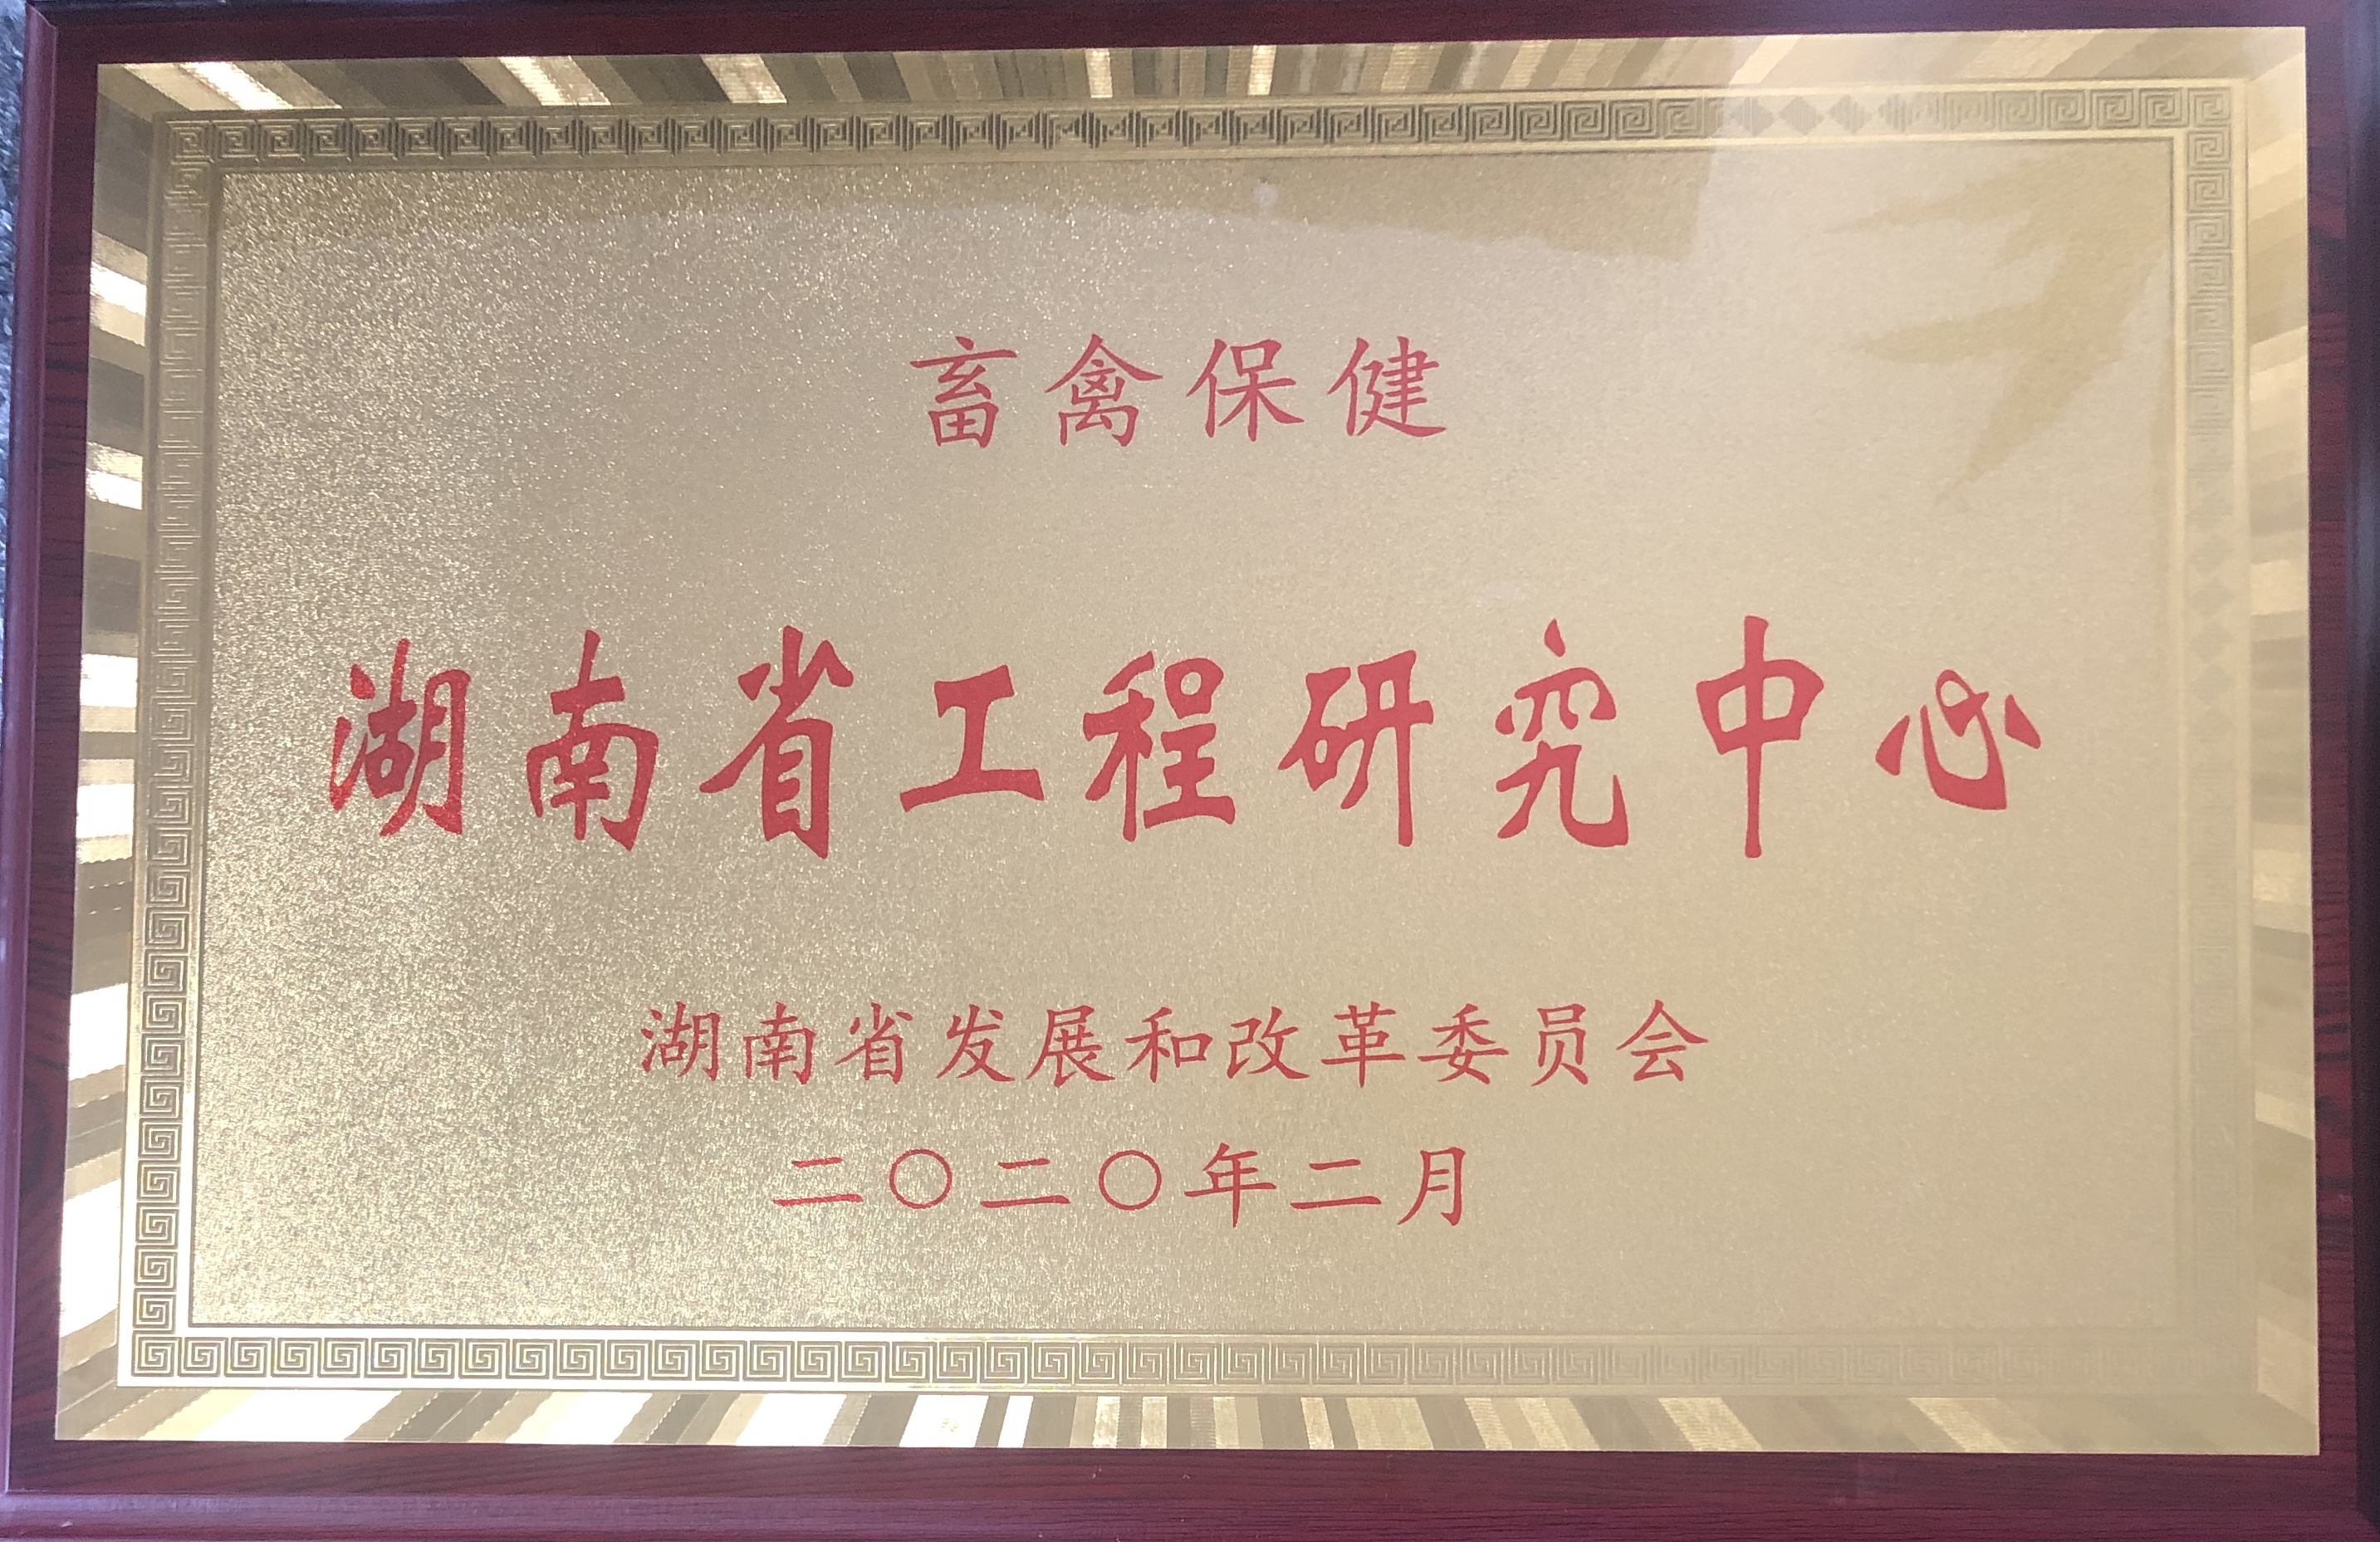 畜禽保健
湖南省工程研究中心
湖南省发展和改革委员会
二〇二〇年二月